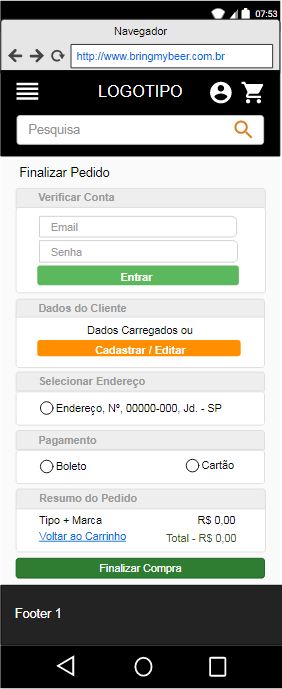 07:53
Navegador
http://www.bringmybeer.com.br
LOGOTIPO
Pesquisa
Finalizar Pedido
Verificar Conta
Email
Senha
Entrar
Dados do Cliente
Dados Carregados ou
Cadastrar / Editar
Selecionar Endereço
Endereço, Nº, 00000-000, Jd. - SP
Pagamento
Boleto Cartão
Resumo do Pedido
Tipo + Marca R$ 0,00
Voltar ao Carrinho Total - R$ 0,00
Finalizar Compra
Footer 1